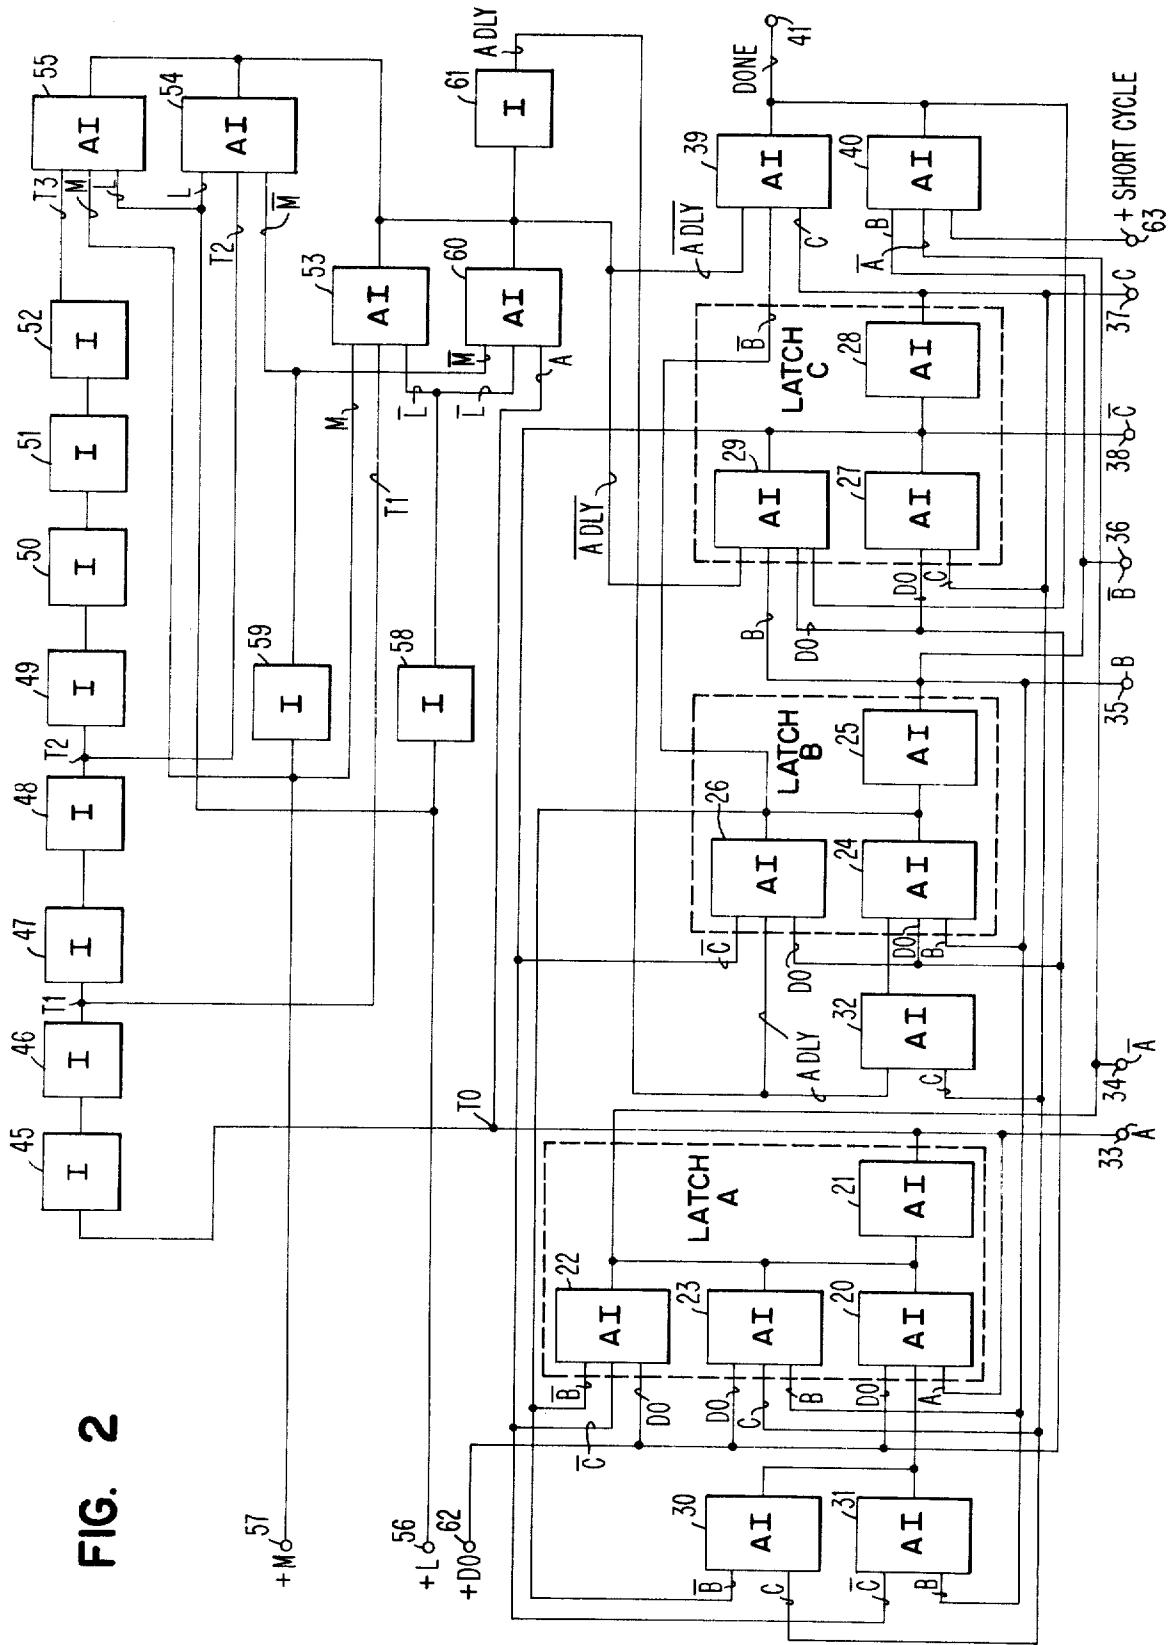 FIG. 2
45
I
46
I
T1
47
I
48
I
T2
49
I
50
I
51
I
52
I
T3
M
L̅
55
AI
L
T2
M̅
54
AI
+M
57
59
I
M
T1
L̅
53
AI
+L
56
58
I
M̅
L̅
A
60
AI
61
I
A DLY
+DO
62
TO
A̅ D̅L̅Y̅
LATCH
A
B̅
C̅
DO
22
AI
DO
C
B
23
AI
DO
A
20
AI
21
AI
B̅
C
30
AI
C̅
B
31
AI
A DLY
C
32
AI
LATCH
B
C̅
DO
26
AI
DO
B
24
AI
25
AI
LATCH
C
B
DO
29
AI
DO
C
27
AI
28
AI
A̅ D̅L̅Y̅
B̅
C
39
AI
DONE
41
B
A̅
40
AI
33
A
34
A̅
35
B
B̅
36
38
C̅
37
C
+ SHORT CYCLE
63